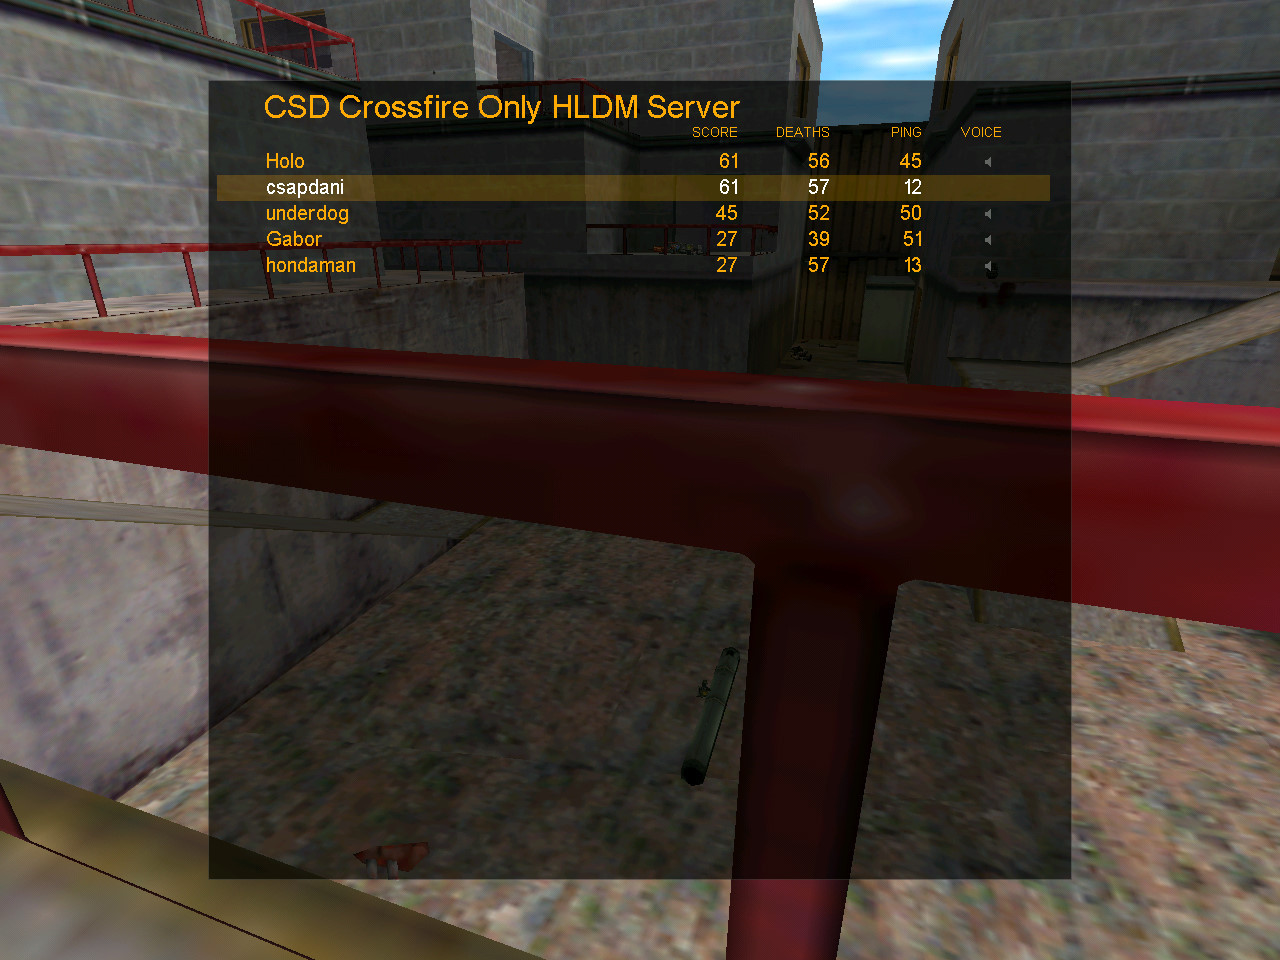 CSD Crossfire Only HLDM Server
SCORE DEATHS PING VOICE
Holo 61 56 45
csapdani 61 57 12
underdog 45 52 50
Gabor 27 39 51
hondaman 27 57 13